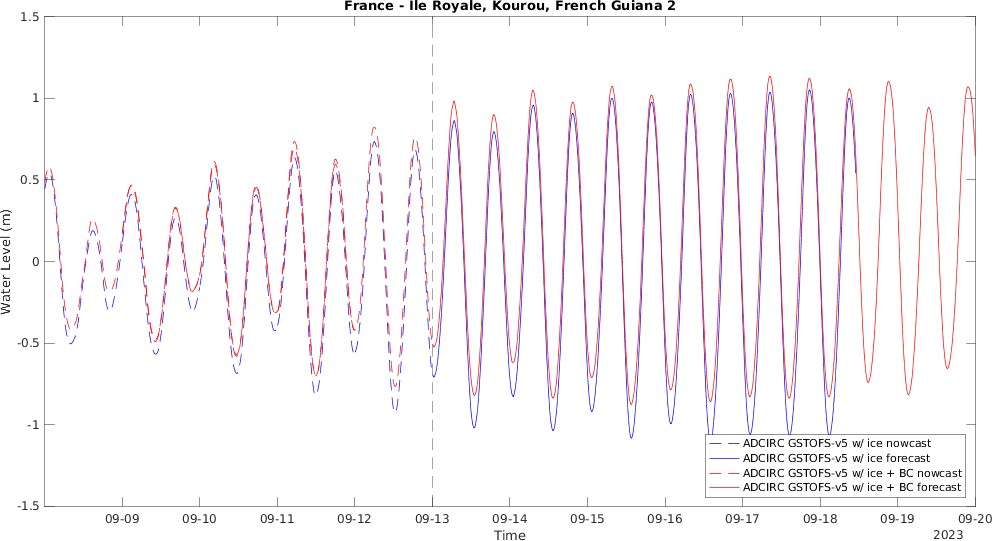 France - Ile Royale, Kourou, French Guiana 2
1.5
1
0.5
0
-0.5
-1
-1.5
Water Level (m)
ADCIRC GSTOFS-v5 w/ ice nowcast
ADCIRC GSTOFS-v5 w/ ice forecast
ADCIRC GSTOFS-v5 w/ ice + BC nowcast
ADCIRC GSTOFS-v5 w/ ice + BC forecast
09-09 09-10 09-11 09-12 09-13 09-14 09-15 09-16 09-17 09-18 09-19 09-20
Time
2023